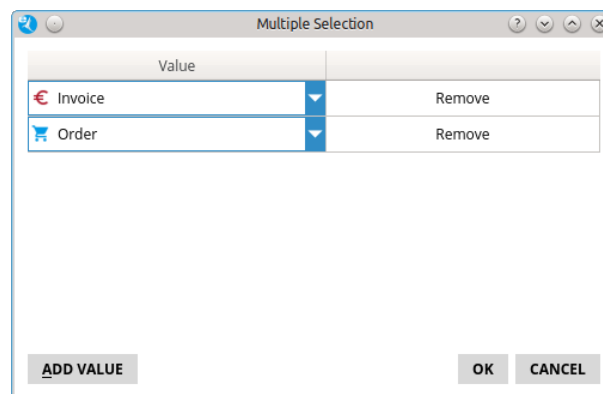 Multiple Selection
Value
Invoice Remove
Order Remove
ADD VALUE OK CANCEL